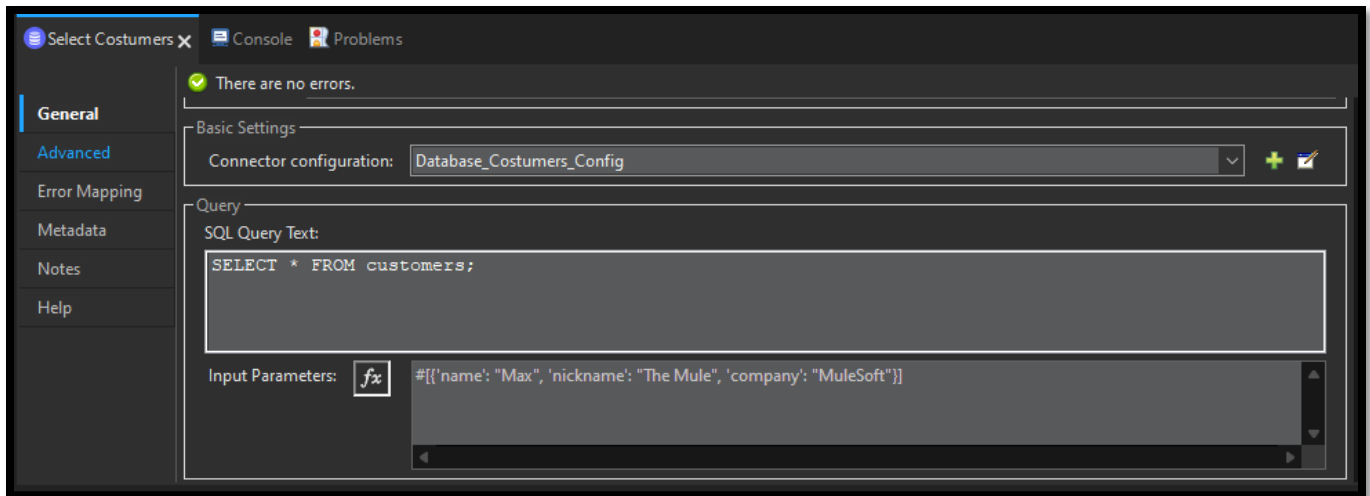 Select Costumers
Console
Problems
There are no errors.
General
Advanced
Error Mapping
Metadata
Notes
Help
Basic Settings
Connector configuration: Database_Costumers_Config
Query
SQL Query Text:
SELECT * FROM customers;
Input Parameters: fx #[{'name': "Max", 'nickname': "The Mule", 'company': "MuleSoft"}]